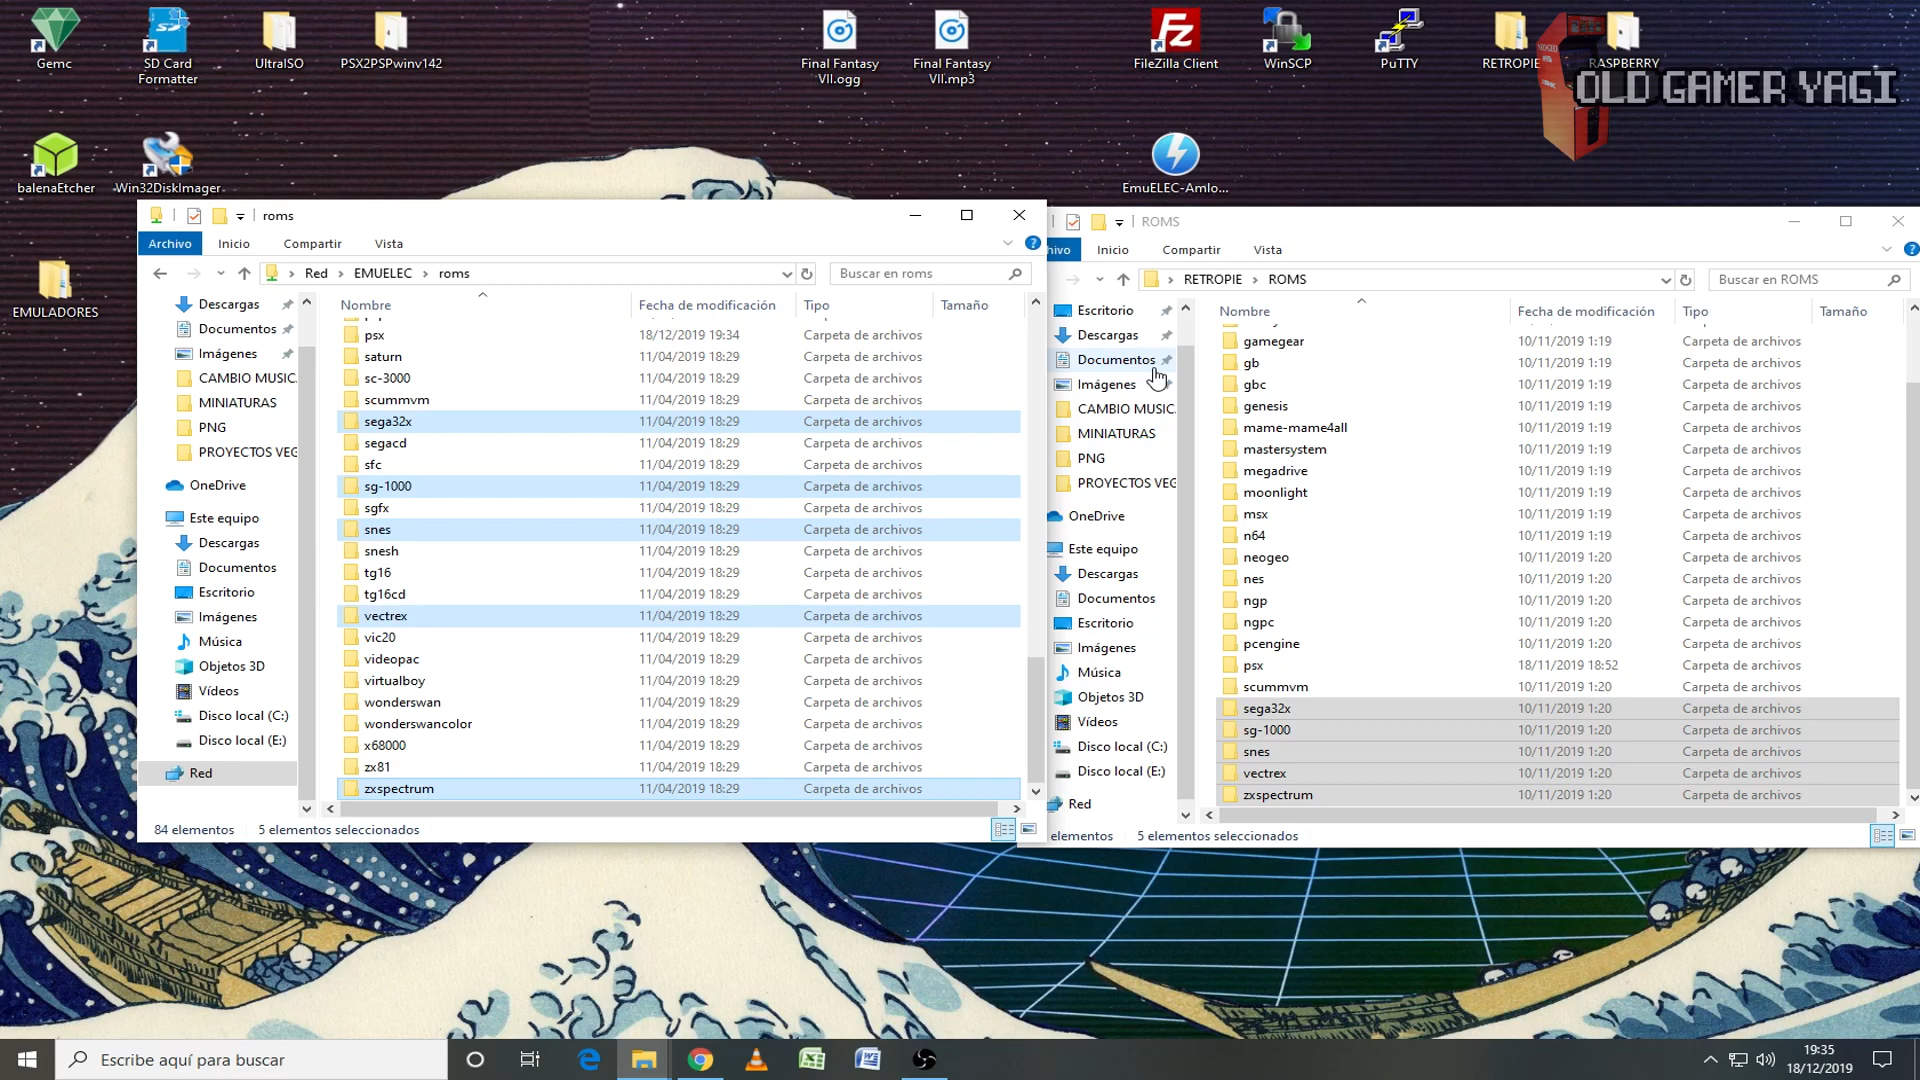 Gemc
SD Card
Formatter
UltraISO
PSX2PSPwinv142
Final Fantasy
VII.ogg
Final Fantasy
VII.mp3
FileZilla Client
WinSCP
PuTTY
RETROPIE
RASPBERRY
OLD GAMER YAGI
balenaEtcher
Win32DiskImager
EmuELEC-Amlo...
EMULADORES
roms
Archivo
Inicio
Compartir
Vista
Red > EMUELEC > roms
Buscar en roms
Descargas
Documentos
Imágenes
CAMBIO MUSIC
MINIATURAS
PNG
PROYECTOS VEG
OneDrive
Este equipo
Descargas
Documentos
Escritorio
Imágenes
Música
Objetos 3D
Vídeos
Disco local (C:)
Disco local (E:)
Red
Nombre Fecha de modificación Tipo Tamaño
psx 18/12/2019 19:34 Carpeta de archivos
saturn 11/04/2019 18:29 Carpeta de archivos
sc-3000 11/04/2019 18:29 Carpeta de archivos
scummvm 11/04/2019 18:29 Carpeta de archivos
sega32x 11/04/2019 18:29 Carpeta de archivos
segacd 11/04/2019 18:29 Carpeta de archivos
sfc 11/04/2019 18:29 Carpeta de archivos
sg-1000 11/04/2019 18:29 Carpeta de archivos
sgfx 11/04/2019 18:29 Carpeta de archivos
snes 11/04/2019 18:29 Carpeta de archivos
snesh 11/04/2019 18:29 Carpeta de archivos
tg16 11/04/2019 18:29 Carpeta de archivos
tg16cd 11/04/2019 18:29 Carpeta de archivos
vectrex 11/04/2019 18:29 Carpeta de archivos
vic20 11/04/2019 18:29 Carpeta de archivos
videopac 11/04/2019 18:29 Carpeta de archivos
virtualboy 11/04/2019 18:29 Carpeta de archivos
wonderswan 11/04/2019 18:29 Carpeta de archivos
wonderswancolor 11/04/2019 18:29 Carpeta de archivos
x68000 11/04/2019 18:29 Carpeta de archivos
zx81 11/04/2019 18:29 Carpeta de archivos
zxspectrum 11/04/2019 18:29 Carpeta de archivos
84 elementos 5 elementos seleccionados
ROMS
hivo
Inicio
Compartir
Vista
RETROPIE > ROMS
Buscar en ROMS
Escritorio
Descargas
Documentos
Imágenes
CAMBIO MUSIC
MINIATURAS
PNG
PROYECTOS VEG
OneDrive
Este equipo
Descargas
Documentos
Escritorio
Imágenes
Música
Objetos 3D
Vídeos
Disco local (C:)
Disco local (E:)
Red
Nombre Fecha de modificación Tipo Tamaño
gamegear 10/11/2019 1:19 Carpeta de archivos
gb 10/11/2019 1:19 Carpeta de archivos
gbc 10/11/2019 1:19 Carpeta de archivos
genesis 10/11/2019 1:19 Carpeta de archivos
mame-mame4all 10/11/2019 1:19 Carpeta de archivos
mastersystem 10/11/2019 1:19 Carpeta de archivos
megadrive 10/11/2019 1:19 Carpeta de archivos
moonlight 10/11/2019 1:19 Carpeta de archivos
msx 10/11/2019 1:19 Carpeta de archivos
n64 10/11/2019 1:19 Carpeta de archivos
neogeo 10/11/2019 1:20 Carpeta de archivos
nes 10/11/2019 1:20 Carpeta de archivos
ngp 10/11/2019 1:20 Carpeta de archivos
ngpc 10/11/2019 1:20 Carpeta de archivos
pcengine 10/11/2019 1:20 Carpeta de archivos
psx 18/11/2019 18:52 Carpeta de archivos
scummvm 10/11/2019 1:20 Carpeta de archivos
sega32x 10/11/2019 1:20 Carpeta de archivos
sg-1000 10/11/2019 1:20 Carpeta de archivos
snes 10/11/2019 1:20 Carpeta de archivos
vectrex 10/11/2019 1:20 Carpeta de archivos
zxspectrum 10/11/2019 1:20 Carpeta de archivos
elementos 5 elementos seleccionados
Escribe aquí para buscar
19:35
18/12/2019